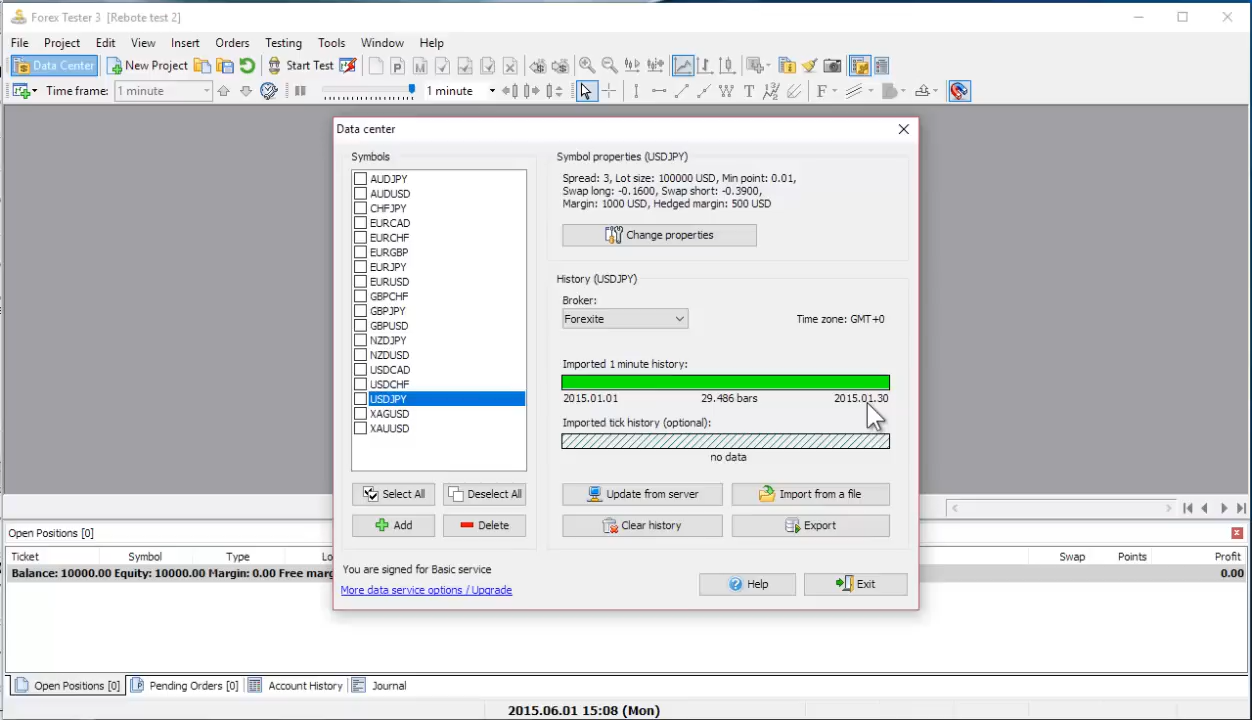 Forex Tester 3 [Rebote test 2]
File Project Edit View Insert Orders Testing Tools Window Help
Data Center New Project Start Test
Time frame: 1 minute 1 minute
Data center
Symbols
AUDJPY
AUDUSD
CHFJPY
EURCAD
EURCHF
EURGBP
EURJPY
EURUSD
GBPCHF
GBPJPY
GBPUSD
NZDJPY
NZDUSD
USDCAD
USDCHF
USDJPY
XAGUSD
XAUUSD
Select All Deselect All
Add Delete
Symbol properties (USDJPY)
Spread: 3, Lot size: 100000 USD, Min point: 0.01,
Swap long: -0.1600, Swap short: -0.3900,
Margin: 1000 USD, Hedged margin: 500 USD
Change properties
History (USDJPY)
Broker:
Forexite Time zone: GMT+0
Imported 1 minute history:
2015.01.01 29.486 bars 2015.01.30
Imported tick history (optional):
no data
Update from server Import from a file
Clear history Export
You are signed for Basic service
More data service options / Upgrade
Help Exit
Open Positions [0]
Ticket Symbol Type Lo Swap Points Profit
Balance: 10000.00 Equity: 10000.00 Margin: 0.00 Free marg 0.00
Open Positions [0] Pending Orders [0] Account History Journal
2015.06.01 15:08 (Mon)